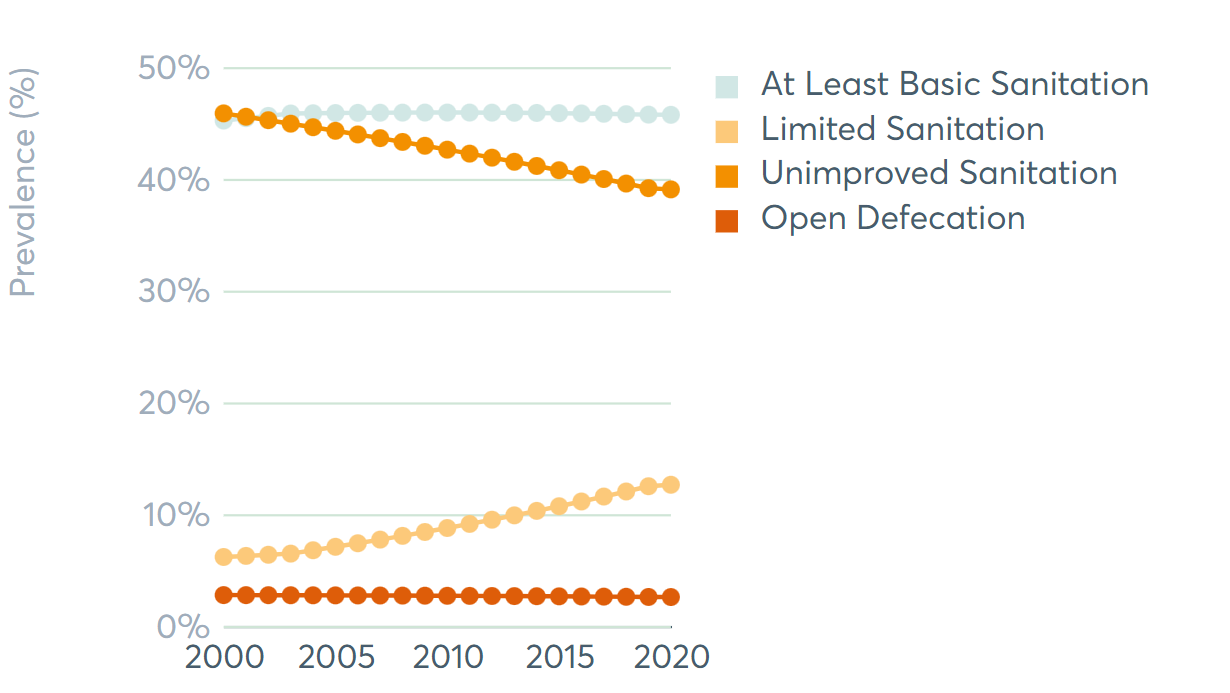 Prevalence (%)
50%
40%
30%
20%
10%
0%
2000 2005 2010 2015 2020
At Least Basic Sanitation
Limited Sanitation
Unimproved Sanitation
Open Defecation